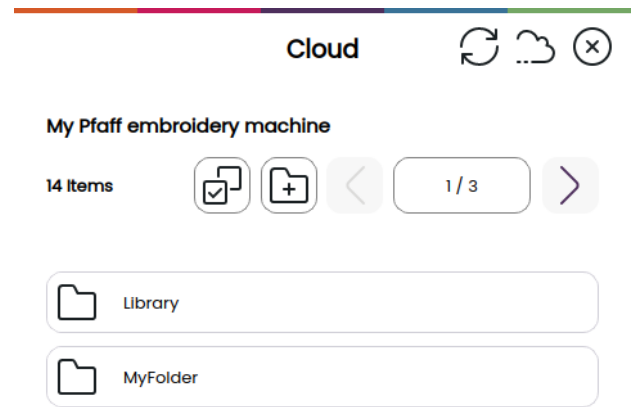 Cloud
My Pfaff embroidery machine
14 Items
1 / 3
Library
MyFolder